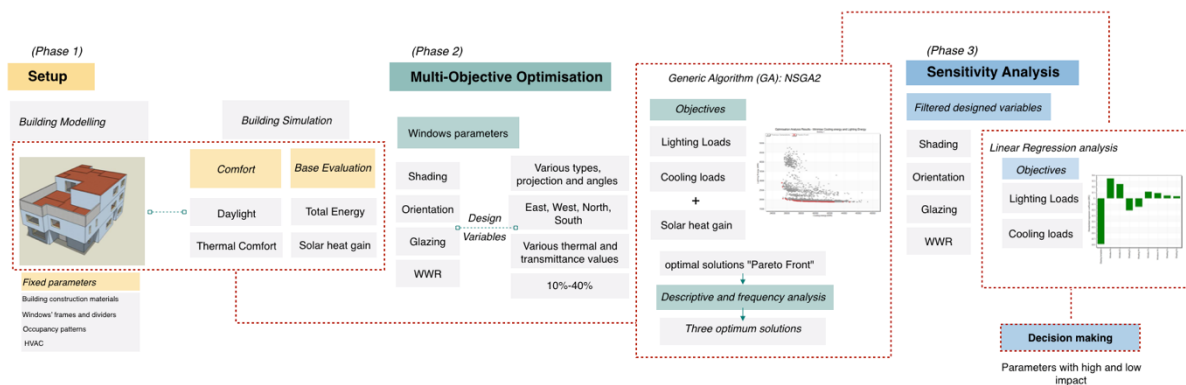 (Phase 1)
Setup
Building Modelling
Building Simulation
Comfort
Base Evaluation
Daylight
Total Energy
Thermal Comfort
Solar heat gain
Fixed parameters
Building construction materials
Windows' frames and dividers
Occupancy patterns
HVAC
(Phase 2)
Multi-Objective Optimisation
Windows parameters
Shading
Orientation
Glazing
WWR
Design
Variables
Various types,
projection and angles
East, West, North,
South
Various thermal and
transmittance values
10%-40%
Generic Algorithm (GA): NSGA2
Objectives
Lighting Loads
Cooling loads
+
Solar heat gain
optimal solutions "Pareto Front"
Descriptive and frequency analysis
Three optimum solutions
(Phase 3)
Sensitivity Analysis
Filtered designed variables
Shading
Orientation
Glazing
WWR
Linear Regression analysis
Objectives
Lighting Loads
Cooling loads
Decision making
Parameters with high and low
impact